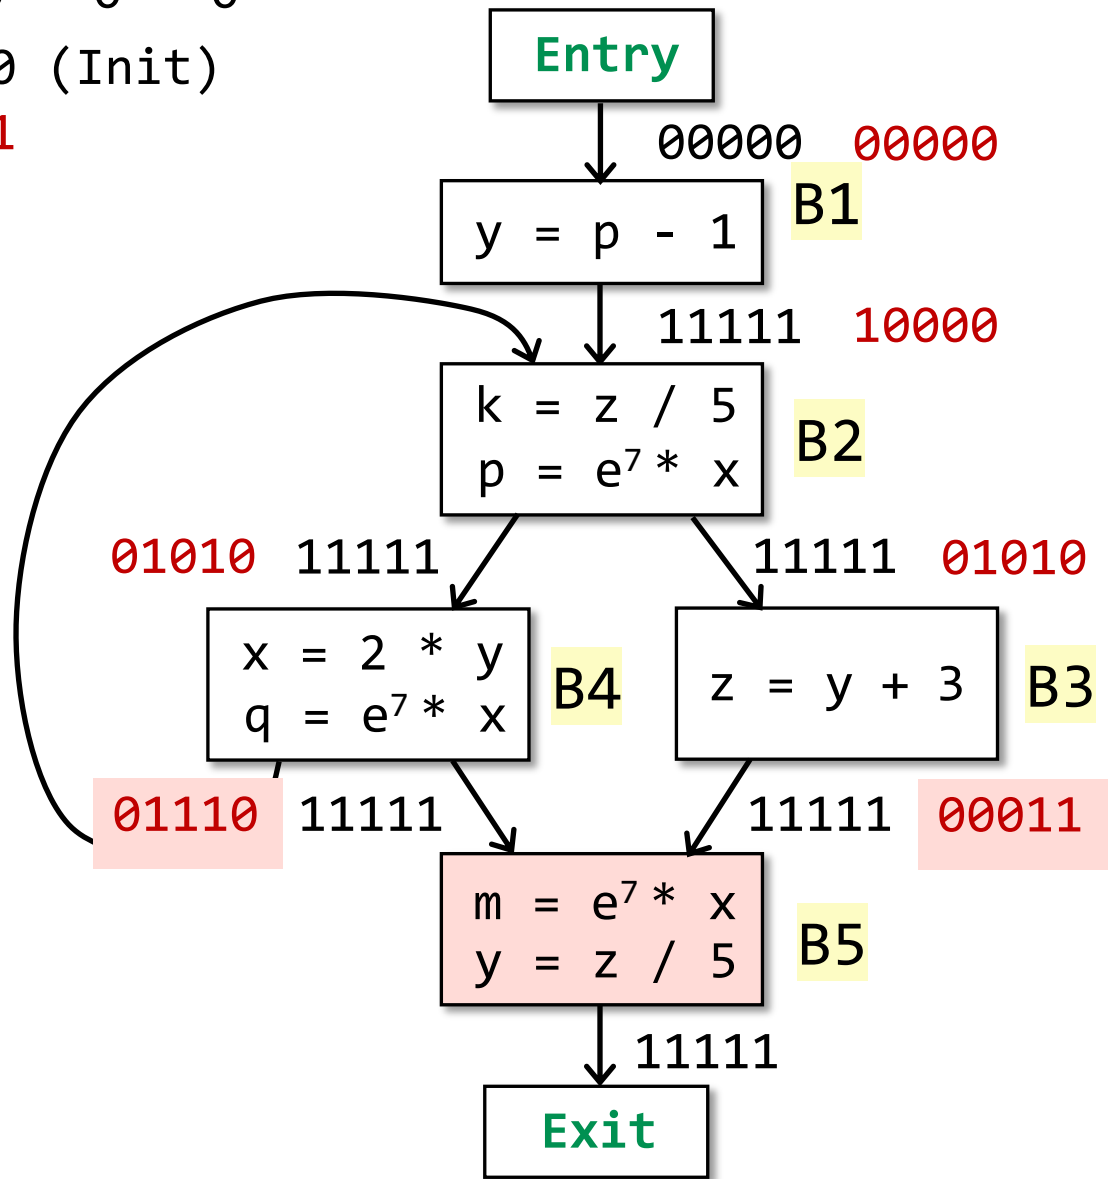 0 (Init)
1
Entry
00000 00000
B1
y = p - 1
11111 10000
k = z / 5
p = e⁷ * x
B2
01010 11111
11111 01010
x = 2 * y
q = e⁷ * x
B4
z = y + 3
B3
01110 11111
11111 00011
m = e⁷ * x
y = z / 5
B5
11111
Exit